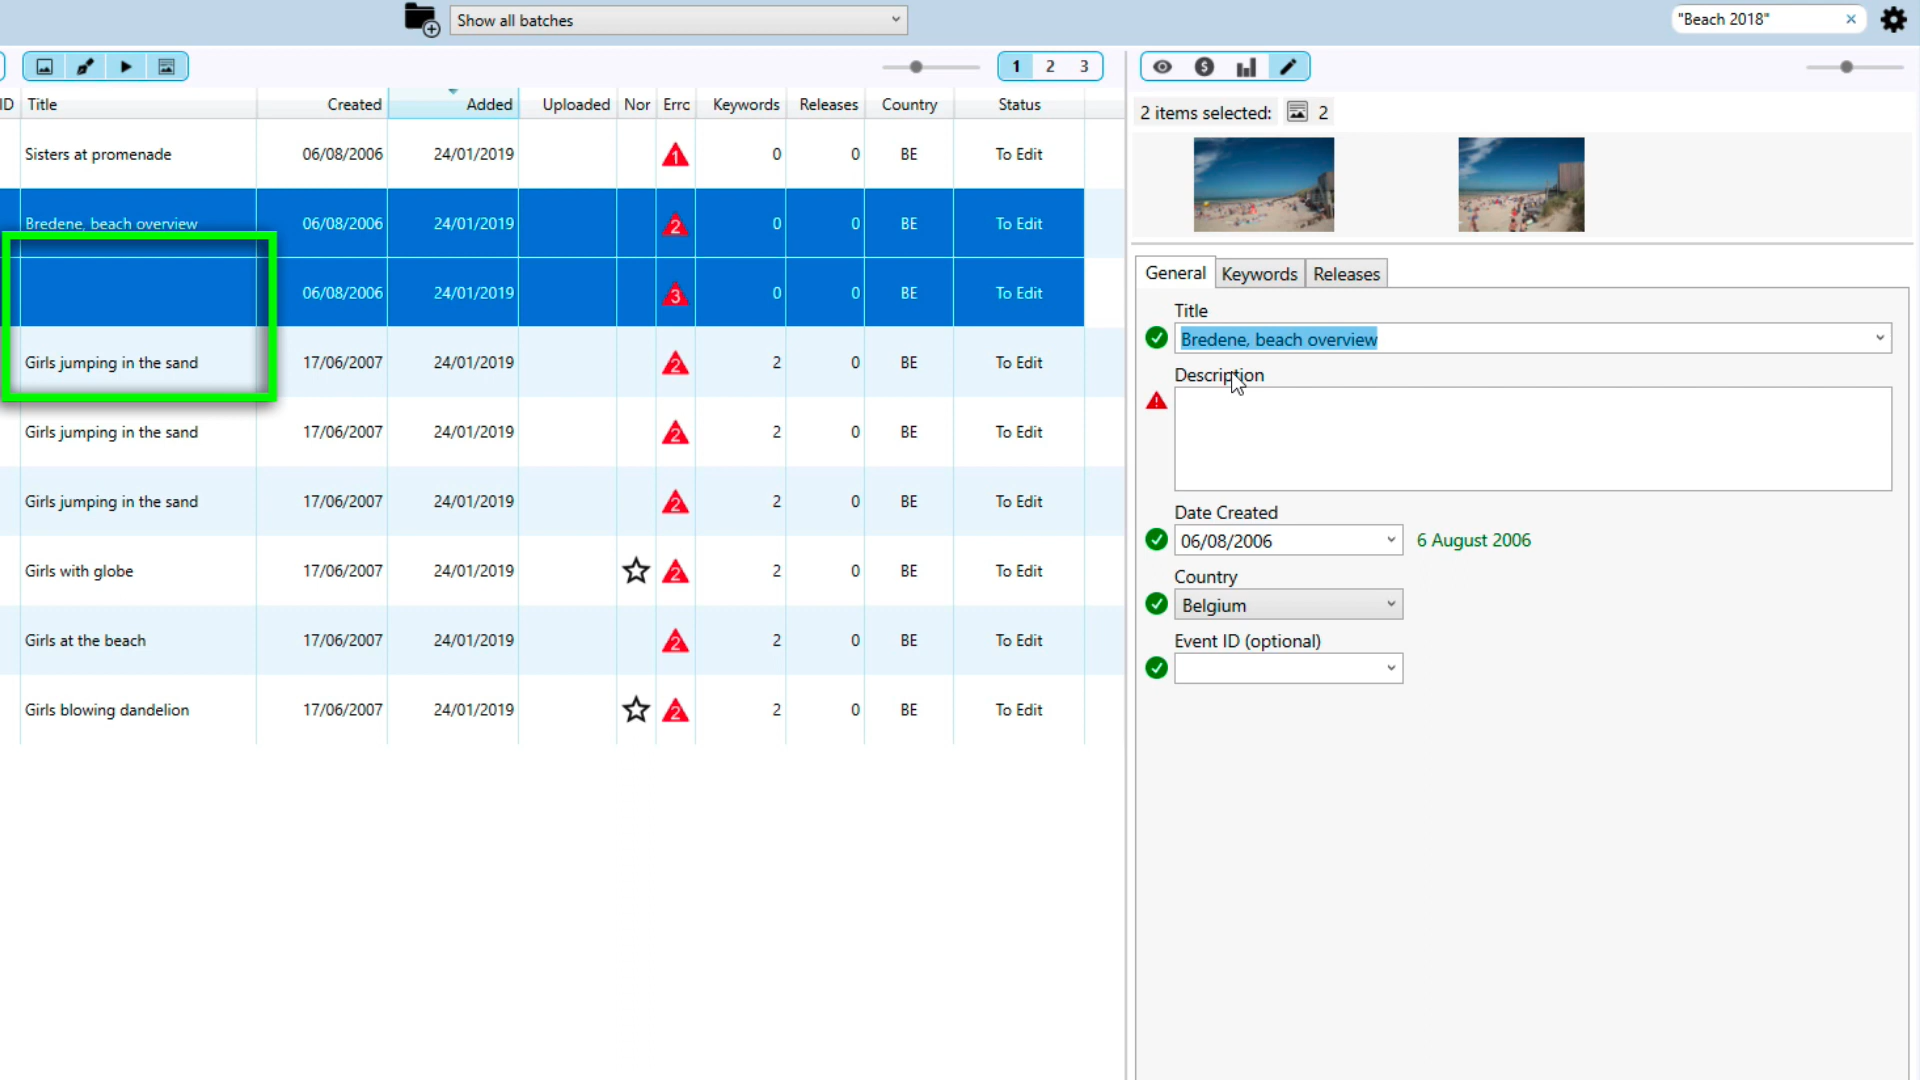 Show all batches
"Beach 2018"
1 2 3
ID Title Created Added Uploaded Nor Errc Keywords Releases Country Status
Sisters at promenade 06/08/2006 24/01/2019 1 0 0 BE To Edit
Bredene, beach overview 06/08/2006 24/01/2019 2 0 0 BE To Edit
06/08/2006 24/01/2019 3 0 0 BE To Edit
Girls jumping in the sand 17/06/2007 24/01/2019 2 2 0 BE To Edit
Girls jumping in the sand 17/06/2007 24/01/2019 2 2 0 BE To Edit
Girls jumping in the sand 17/06/2007 24/01/2019 2 2 0 BE To Edit
Girls with globe 17/06/2007 24/01/2019 2 2 0 BE To Edit
Girls at the beach 17/06/2007 24/01/2019 2 2 0 BE To Edit
Girls blowing dandelion 17/06/2007 24/01/2019 2 2 0 BE To Edit
2 items selected: 2
General Keywords Releases
Title
Bredene, beach overview
Description
Date Created
06/08/2006 6 August 2006
Country
Belgium
Event ID (optional)